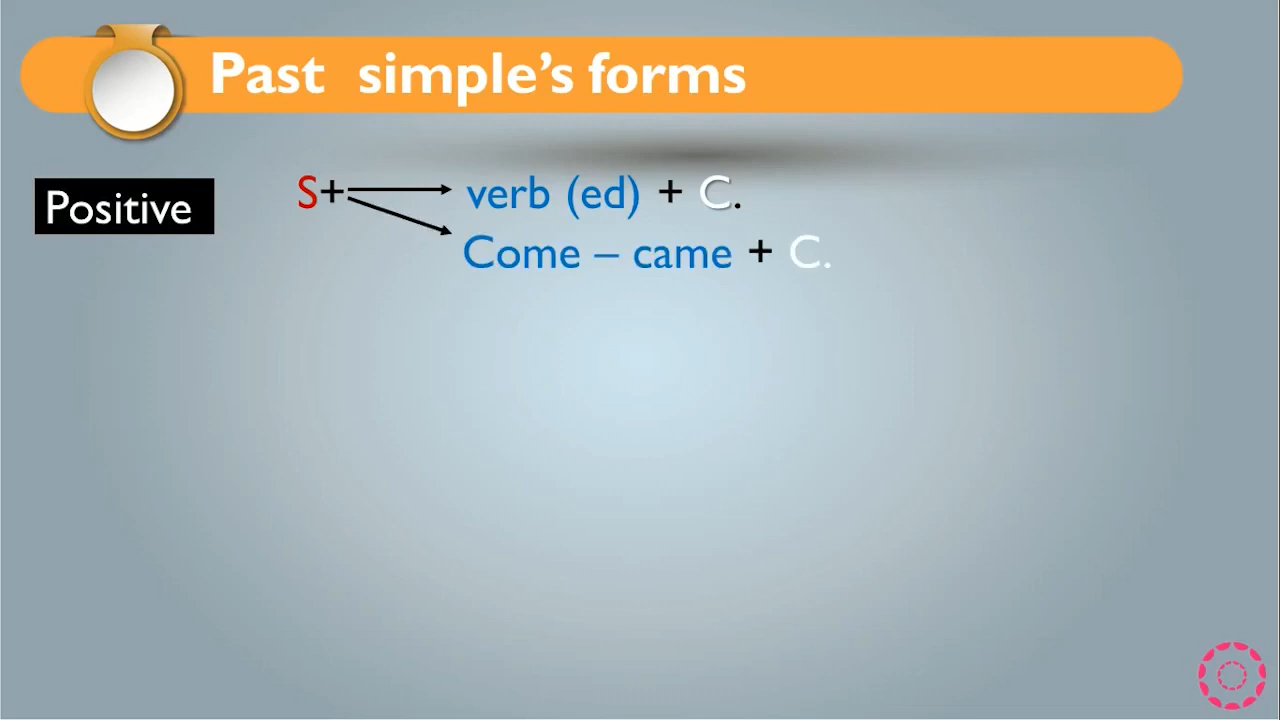 Past simple's forms
Positive S+ verb (ed) + C.
Come – came + C.